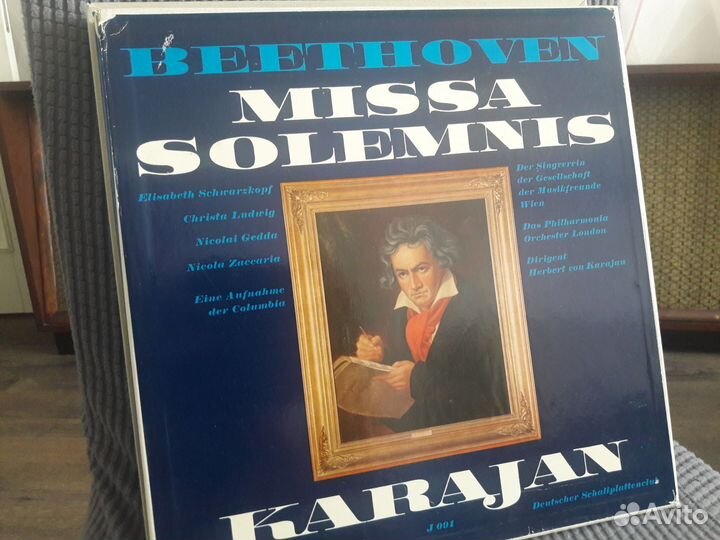 BEETHOVEN
MISSA
SOLEMNIS
Elisabeth Schwarzkopf
Christa Ludwig
Nicolai Gedda
Nicola Zaccaria
Eine Aufnahme
der Columbia
Der Singverein
der Gesellschaft
der Musikfreunde
Wien
Das Philharmonia
Orchester London
Dirigent
Herbert von Karajan
KARAJAN
J 091
Deutscher Schallplattenclub
Avito